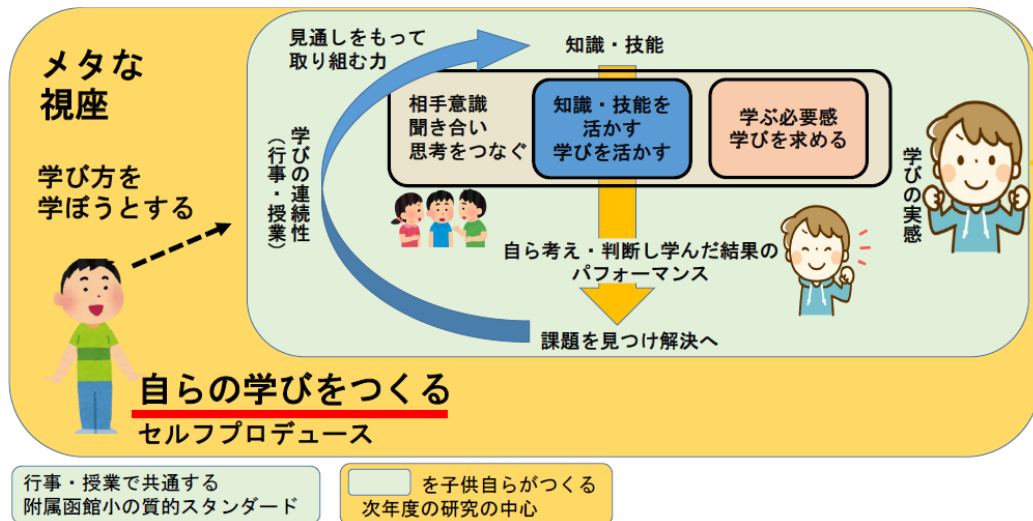 メタな
視座
学び方を
学ぼうとする
見通しをもって
取り組む力
学びの連続性
（行事・授業）
知識・技能
相手意識
聞き合い
思考をつなぐ
知識・技能を
活かす
学びを活かす
学ぶ必要感
学びを求める
学びの実感
自ら考え・判断し学んだ結果の
パフォーマンス
課題を見つけ解決へ
自らの学びをつくる
セルフプロデュース
行事・授業で共通する
附属函館小の質的スタンダード
を子供自らがつくる
次年度の研究の中心